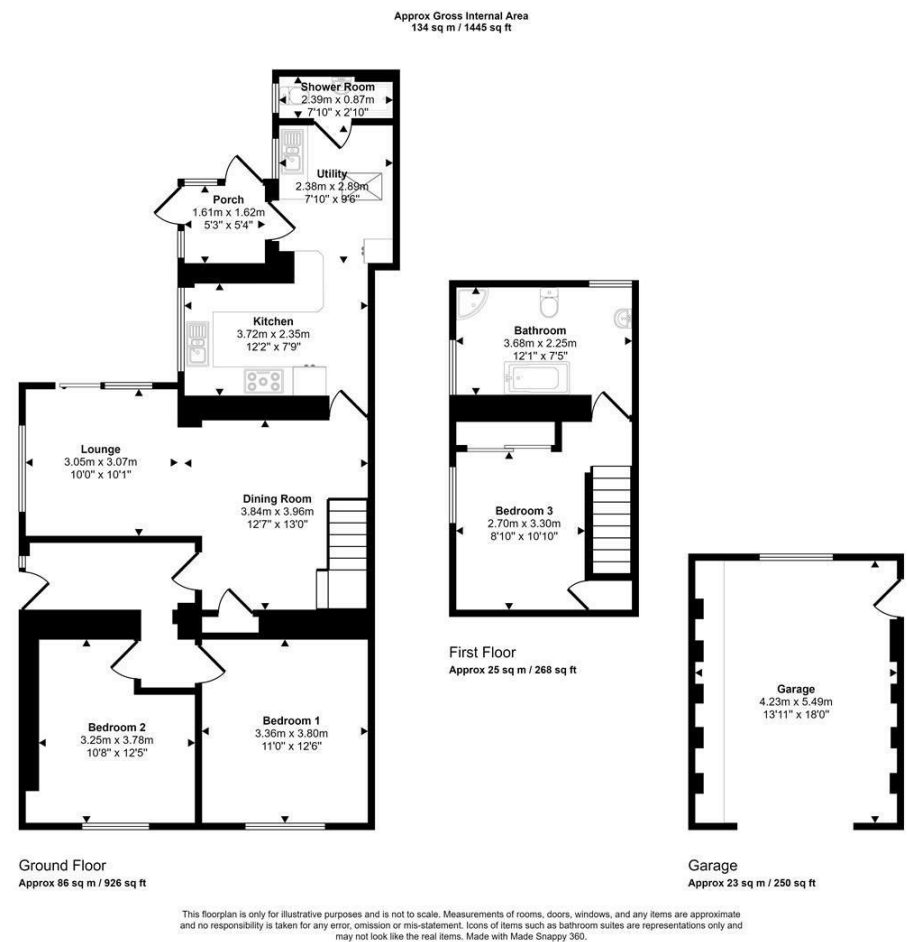 Approx Gross Internal Area
134 sq m / 1445 sq ft
Shower Room
2.39m x 0.87m
7'10" x 2'10"
Utility
2.38m x 2.89m
7'10" x 9'6"
Porch
1.61m x 1.62m
5'3" x 5'4"
Kitchen
3.72m x 2.35m
12'2" x 7'9"
Lounge
3.05m x 3.07m
10'0" x 10'1"
Dining Room
3.84m x 3.96m
12'7" x 13'0"
Bedroom 2
3.25m x 3.78m
10'8" x 12'5"
Bedroom 1
3.36m x 3.80m
11'0" x 12'6"
Ground Floor
Approx 86 sq m / 926 sq ft
Bathroom
3.68m x 2.25m
12'1" x 7'5"
Bedroom 3
2.70m x 3.30m
8'10" x 10'10"
First Floor
Approx 25 sq m / 268 sq ft
Garage
4.23m x 5.49m
13'11" x 18'0"
Garage
Approx 23 sq m / 250 sq ft
This floorplan is only for illustrative purposes and is not to scale. Measurements of rooms, doors, windows, and any items are approximate
and no responsibility is taken for any error, omission or mis-statement. Icons of items such as bathroom suites are representations only and
may not look like the real items. Made with Made Snappy 360.